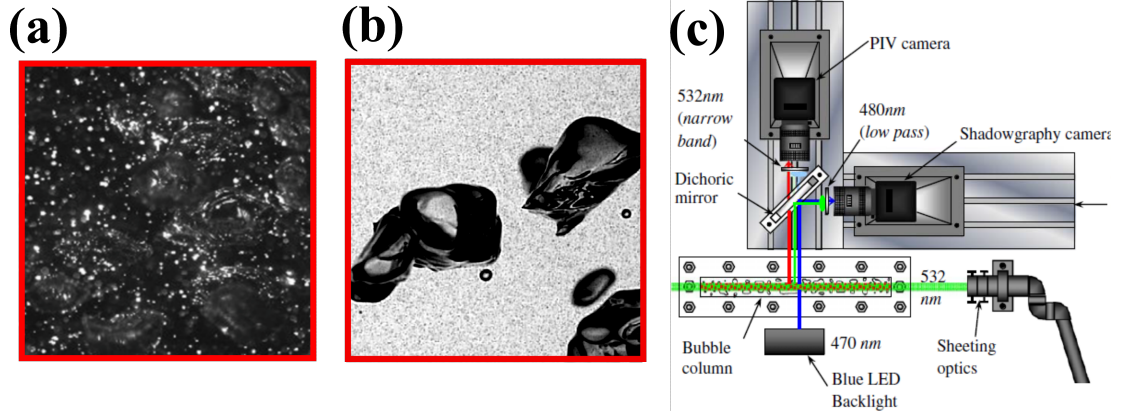 (a)
(b)
(c)
PIV camera
532nm
(narrow
band)
480nm
(low pass)
Shadowgraphy camera
Dichoric
mirror
532
nm
Bubble
column
470 nm
Blue LED
Backlight
Sheeting
optics